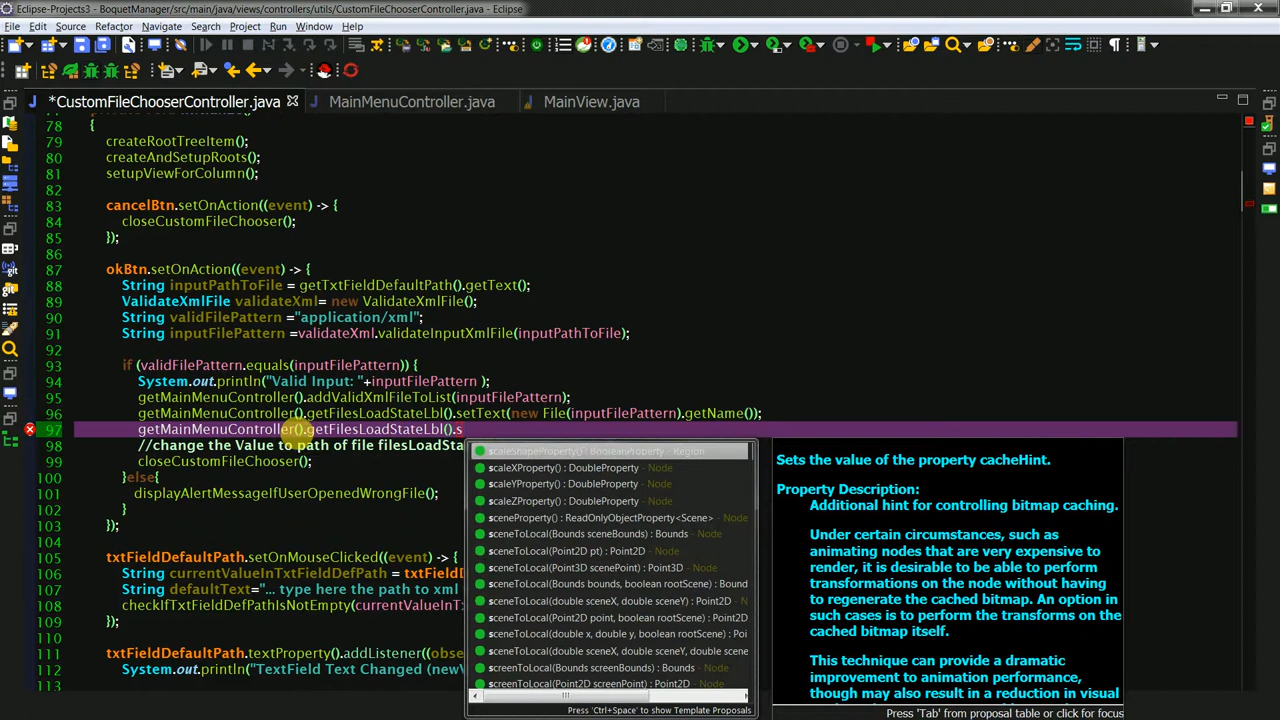 Eclipse-Projects3 - BoquetManager/src/main/java/views/controllers/utils/CustomFileChooserController.java - Eclipse
File Edit Source Refactor Navigate Search Project Run Window Help
*CustomFileChooserController.java MainMenuController.java MainView.java
78 {
79 createRootTreeItem();
80 createAndSetupRoots();
81 setupViewForColumn();
82
83 cancelBtn.setOnAction((event) -> {
84 closeCustomFileChooser();
85 });
86
87 okBtn.setOnAction((event) -> {
88 String inputPathToFile = getTxtFieldDefaultPath().getText();
89 ValidateXmlFile validateXml= new ValidateXmlFile();
90 String validFilePattern ="application/xml";
91 String inputFilePattern =validateXml.validateInputXmlFile(inputPathToFile);
92
93 if (validFilePattern.equals(inputFilePattern)) {
94 System.out.println("Valid Input: "+inputFilePattern );
95 getMainMenuController().addValidXmlFileToList(inputFilePattern);
96 getMainMenuController().getFilesLoadStateLbl().setText(new File(inputFilePattern).getName());
97 getMainMenuController().getFilesLoadStateLbl().s
98 //change the Value to path of file filesLoadSta
99 closeCustomFileChooser();
100 }else{
101 displayAlertMessageIfUserOpenedWrongFile();
102 }
103 });
104
105 txtFieldDefaultPath.setOnMouseClicked((event) -> {
106 String currentValueInTxtFieldDefPath = txtFiel
107 String defaultText="... type here the path to xml
108 checkIfTxtFieldDefPathIsNotEmpty(currentValueInT
109 });
110
111 txtFieldDefaultPath.textProperty().addListener((obse
112 System.out.println("TextField Text Changed (newV
113
scaleShapeProperty() : BooleanProperty - Region
scaleXProperty() : DoubleProperty - Node
scaleYProperty() : DoubleProperty - Node
scaleZProperty() : DoubleProperty - Node
sceneProperty() : ReadOnlyObjectProperty<Scene> - Node
sceneToLocal(Bounds sceneBounds) : Bounds - Node
sceneToLocal(Point2D pt) : Point2D - Node
sceneToLocal(Point3D scenePoint) : Point3D - Node
sceneToLocal(Bounds bounds, boolean rootScene) : Bound
sceneToLocal(double sceneX, double sceneY) : Point2D - N
sceneToLocal(Point2D point, boolean rootScene) : Point2D
sceneToLocal(double x, double y, boolean rootScene) : Poi
sceneToLocal(double sceneX, double sceneY, double scene
screenToLocal(Bounds screenBounds) : Bounds - Node
screenToLocal(Point2D screenPoint) : Point2D - Node
Press 'Ctrl+Space' to show Template Proposals
Sets the value of the property cacheHint.
Property Description:
Additional hint for controlling bitmap caching.
Under certain circumstances, such as
animating nodes that are very expensive to
render, it is desirable to be able to perform
transformations on the node without having
to regenerate the cached bitmap. An option in
such cases is to perform the transforms on the
cached bitmap itself.
This technique can provide a dramatic
improvement to animation performance,
though may also result in a reduction in visual
Press 'Tab' from proposal table or click for focus